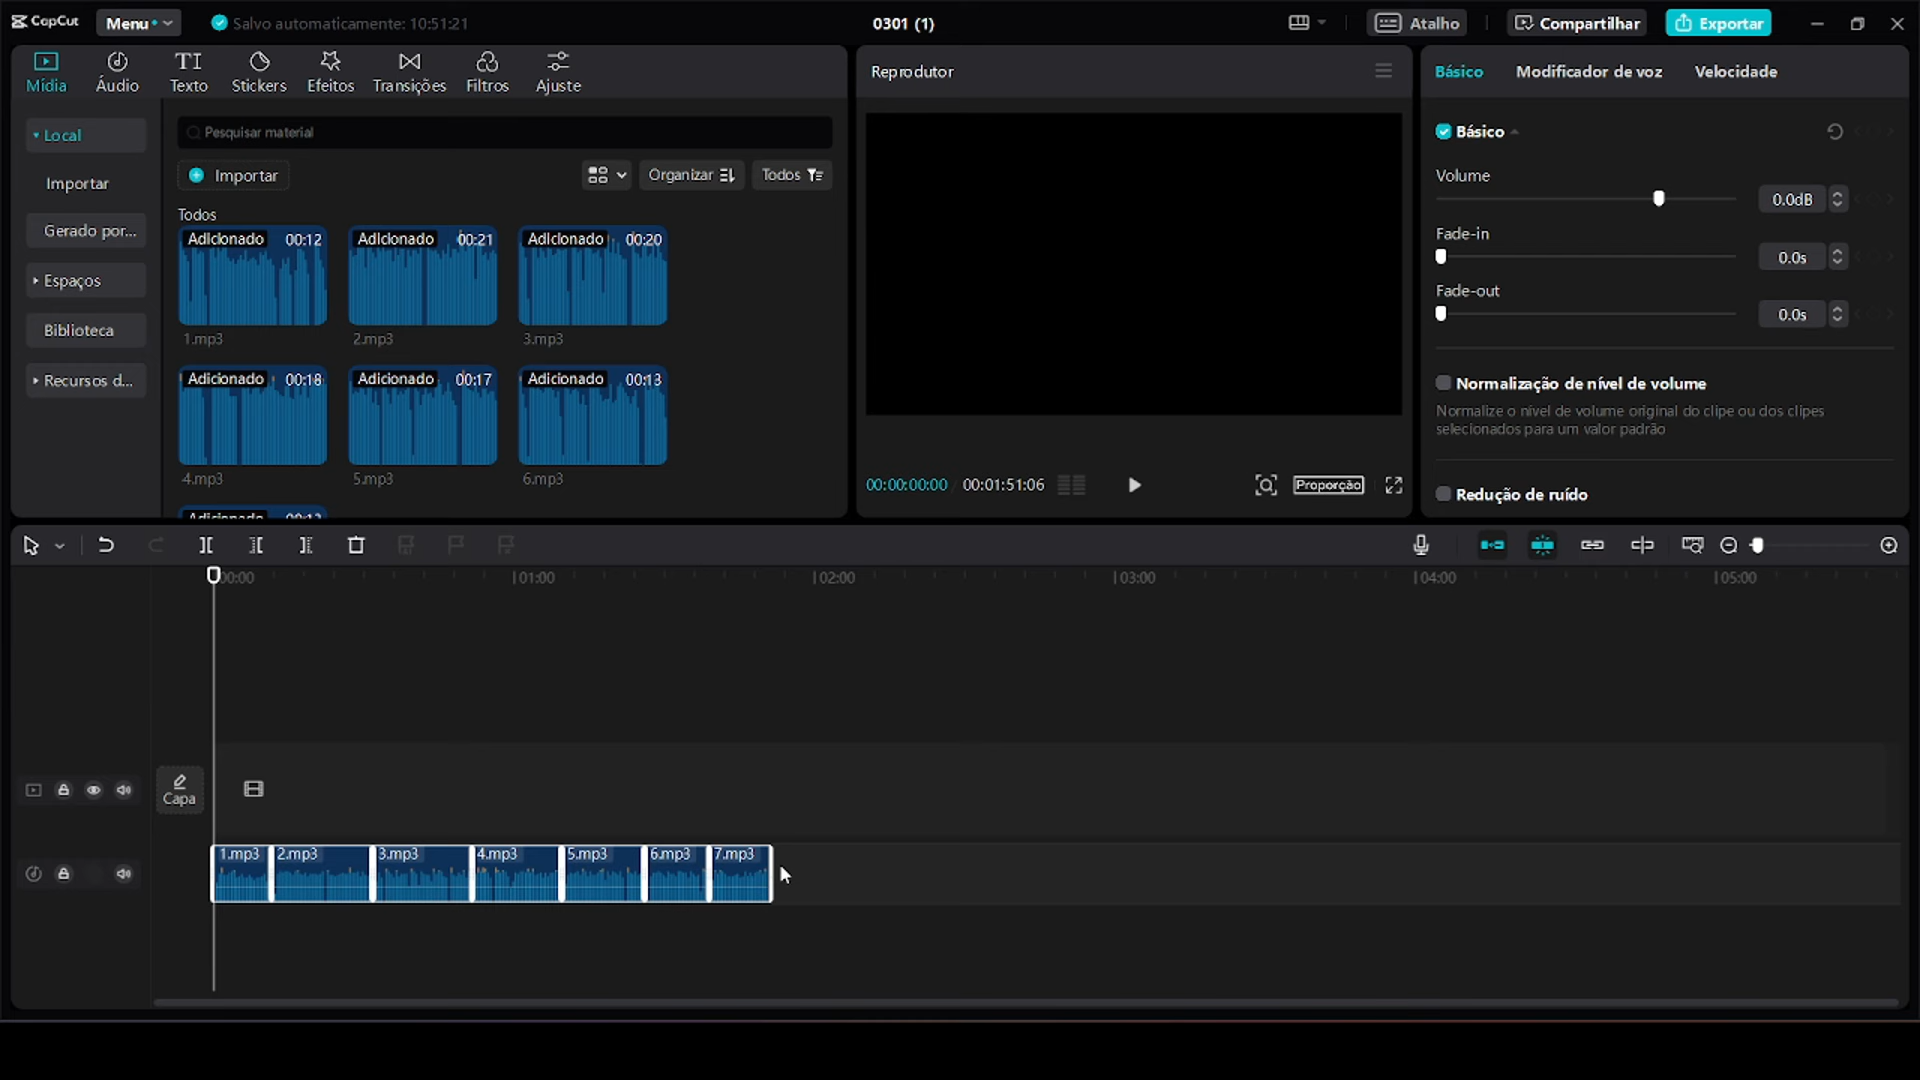 CapCut
Menu
Salvo automaticamente: 10:51:21
0301 (1)
Atalho
Compartilhar
Exportar
Mídia
Áudio
Texto
Stickers
Efeitos
Transições
Filtros
Ajuste
Local
Importar
Gerado por...
Espaços
Biblioteca
Recursos d...
Pesquisar material
Importar
Organizar
Todos
Todos
Adicionado 00:12
Adicionado 00:21
Adicionado 00:20
1.mp3
2.mp3
3.mp3
Adicionado 00:18
Adicionado 00:17
Adicionado 00:13
4.mp3
5.mp3
6.mp3
Adicionado
Reprodutor
00:00:00:00
00:01:51:06
Proporção
Básico
Modificador de voz
Velocidade
Básico
Volume
0.0dB
Fade-in
0.0s
Fade-out
0.0s
Normalização de nível de volume
Normalize o nível de volume original do clipe ou dos clipes
selecionados para um valor padrão
Redução de ruído
00:00
01:00
02:00
03:00
04:00
05:00
Capa
1.mp3
2.mp3
3.mp3
4.mp3
5.mp3
6.mp3
7.mp3